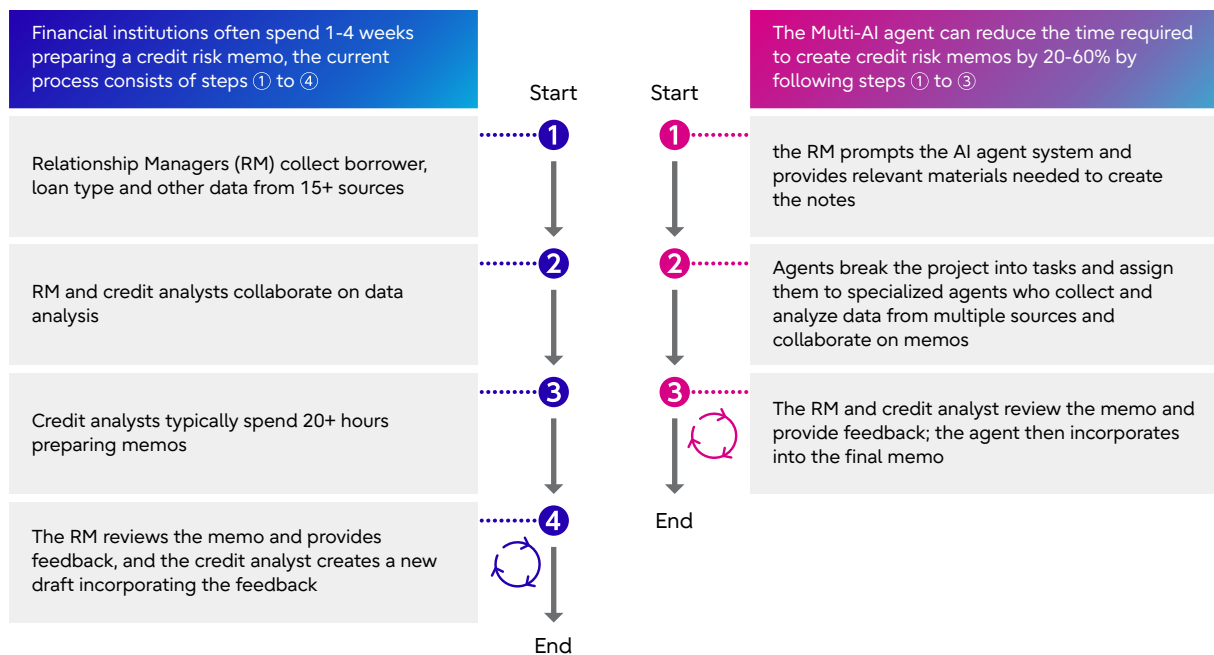 Financial institutions often spend 1-4 weeks
preparing a credit risk memo, the current
process consists of steps ① to ④
Start
1
Relationship Managers (RM) collect borrower,
loan type and other data from 15+ sources
2
RM and credit analysts collaborate on data
analysis
3
Credit analysts typically spend 20+ hours
preparing memos
4
The RM reviews the memo and provides
feedback, and the credit analyst creates a new
draft incorporating the feedback
End
The Multi-AI agent can reduce the time required
to create credit risk memos by 20-60% by
following steps ① to ③
Start
1
the RM prompts the AI agent system and
provides relevant materials needed to create
the notes
2
Agents break the project into tasks and assign
them to specialized agents who collect and
analyze data from multiple sources and
collaborate on memos
3
The RM and credit analyst review the memo and
provide feedback; the agent then incorporates
into the final memo
End